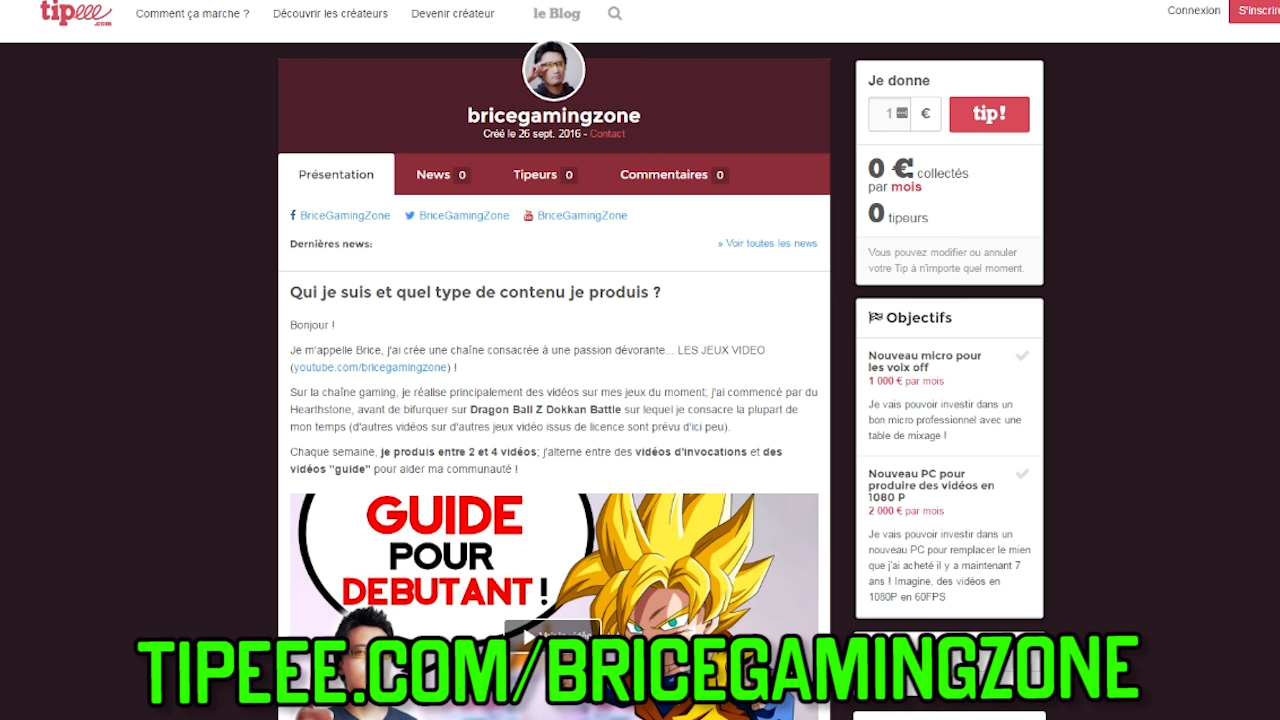 tipeee.com
Comment ça marche ?
Découvrir les créateurs
Devenir créateur
le Blog
Connexion
S'inscrire
bricegamingzone
Créé le 26 sept. 2016 - Contact
Présentation
News 0
Tipeurs 0
Commentaires 0
BriceGamingZone
BriceGamingZone
BriceGamingZone
Dernières news:
» Voir toutes les news
Qui je suis et quel type de contenu je produis ?
Bonjour !
Je m'appelle Brice, j'ai crée une chaîne consacrée à une passion dévorante... LES JEUX VIDEO
(youtube.com/bricegamingzone) !
Sur la chaîne gaming, je réalise principalement des vidéos sur mes jeux du moment; j'ai commencé par du
Hearthstone, avant de bifurquer sur Dragon Ball Z Dokkan Battle sur lequel je consacre la plupart de
mon temps (d'autres vidéos sur d'autres jeux vidéo issus de licence sont prévu d'ici peu).
Chaque semaine, je produis entre 2 et 4 vidéos; j'alterne entre des vidéos d'invocations et des
vidéos "guide" pour aider ma communauté !
GUIDE
POUR
DEBUTANT !
Je donne
1
€
tip!
0 € collectés
par mois
0 tipeurs
Vous pouvez modifier ou annuler
votre Tip à n'importe quel moment.
Objectifs
Nouveau micro pour
les voix off
1 000 € par mois
Je vais pouvoir investir dans un
bon micro professionnel avec une
table de mixage !
Nouveau PC pour
produire des vidéos en
1080 P
2 000 € par mois
Je vais pouvoir investir dans un
nouveau PC pour remplacer le mien
que j'ai acheté il y a maintenant 7
ans ! Imagine, des vidéos en
1080P en 60FPS
TIPEEE.COM/BRICEGAMINGZONE